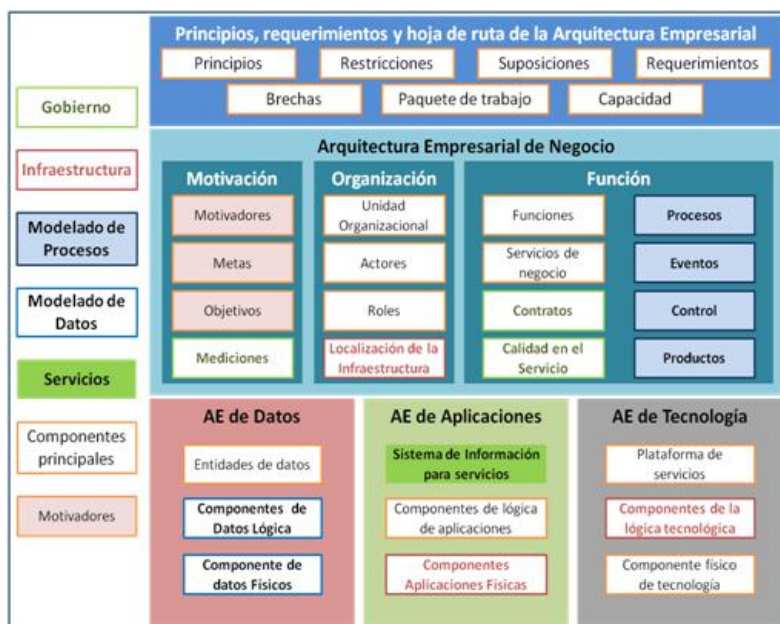 Principios, requerimientos y hoja de ruta de la Arquitectura Empresarial
Principios
Restricciones
Suposiciones
Requerimientos
Brechas
Paquete de trabajo
Capacidad
Gobierno
Infraestructura
Modelado de
Procesos
Modelado de
Datos
Servicios
Componentes
principales
Motivadores
Arquitectura Empresarial de Negocio
Motivación
Motivadores
Metas
Objetivos
Mediciones
Organización
Unidad
Organizacional
Actores
Roles
Localización de la
Infraestructura
Función
Funciones
Servicios de
negocio
Contratos
Calidad en el
Servicio
Procesos
Eventos
Control
Productos
AE de Datos
Entidades de datos
Componentes de
Datos Lógica
Componente de
datos Físicos
AE de Aplicaciones
Sistema de Información
para servicios
Componentes de lógica
de aplicaciones
Componentes
Aplicaciones Físicas
AE de Tecnología
Plataforma de
servicios
Componentes de la
lógica tecnológica
Componente físico
de tecnología